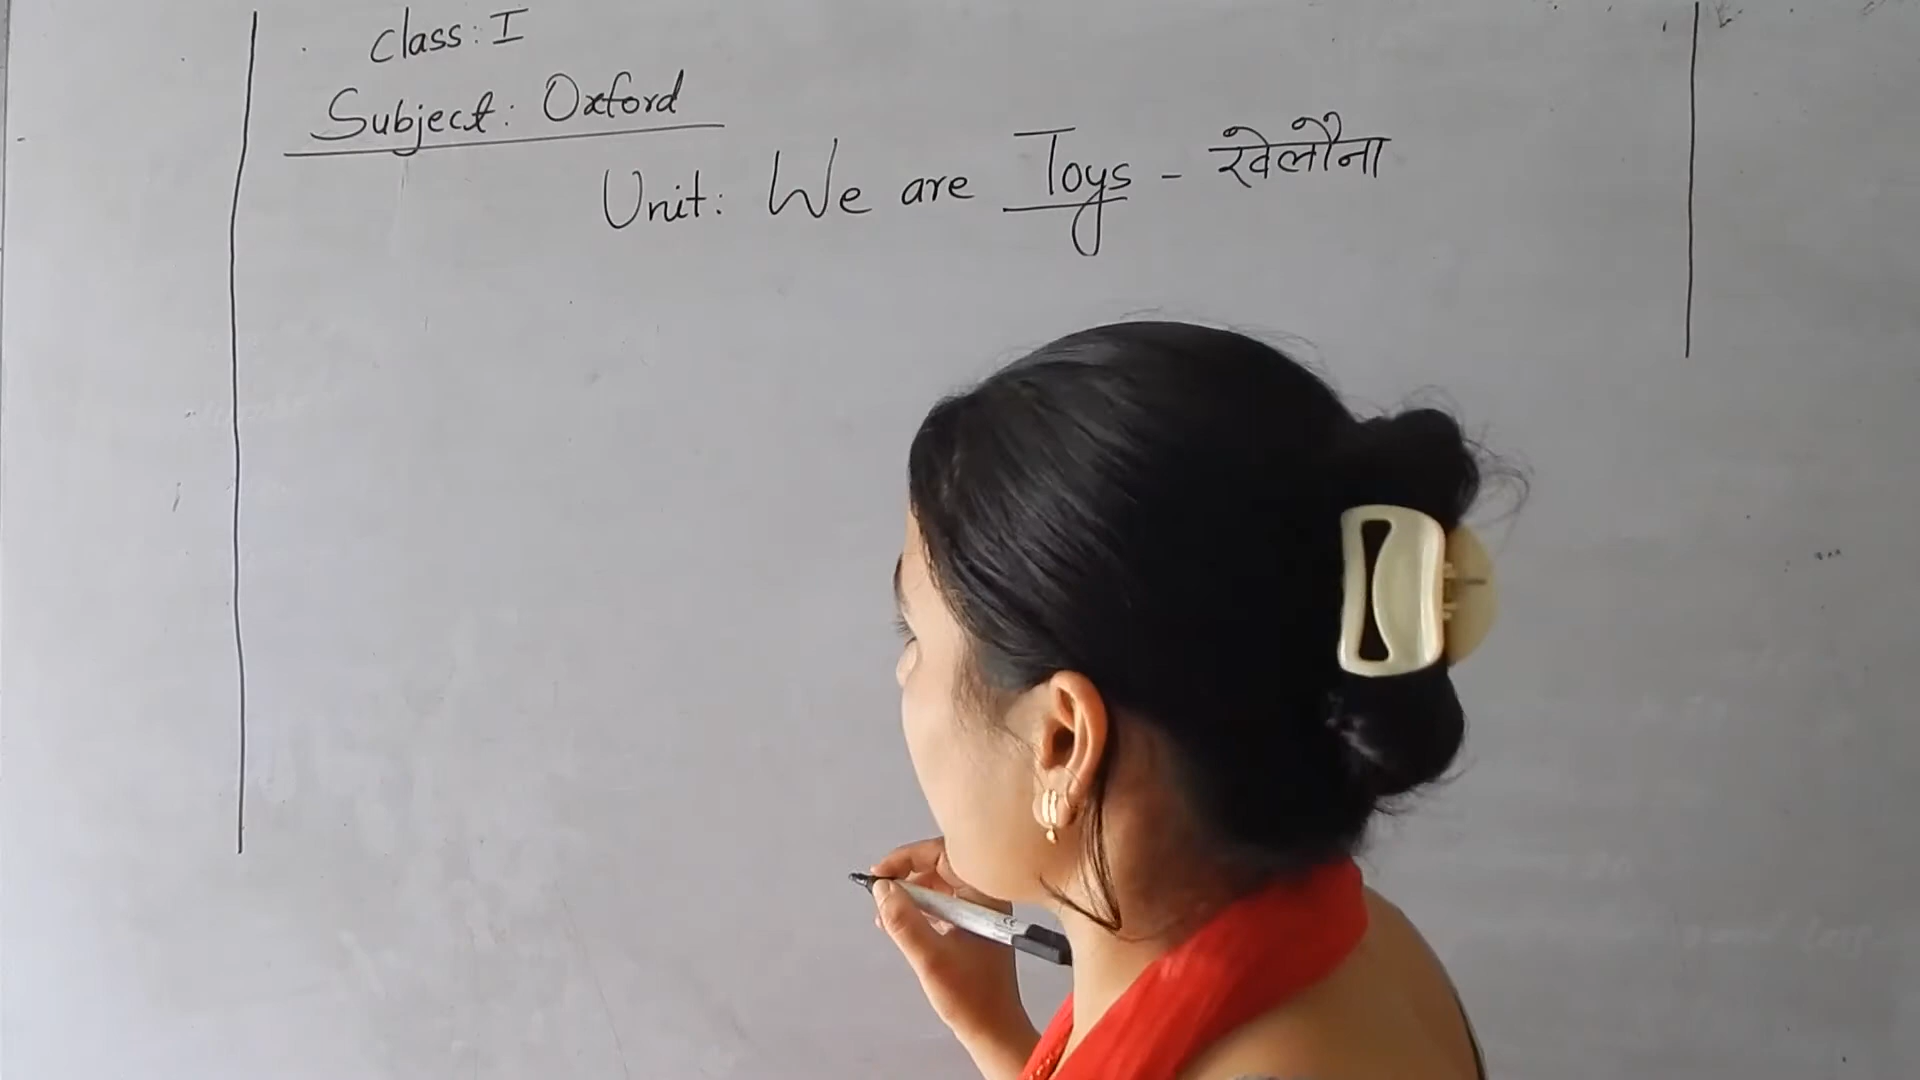 Class: I
Subject: Oxford
Unit: We are Toys - खेलौना